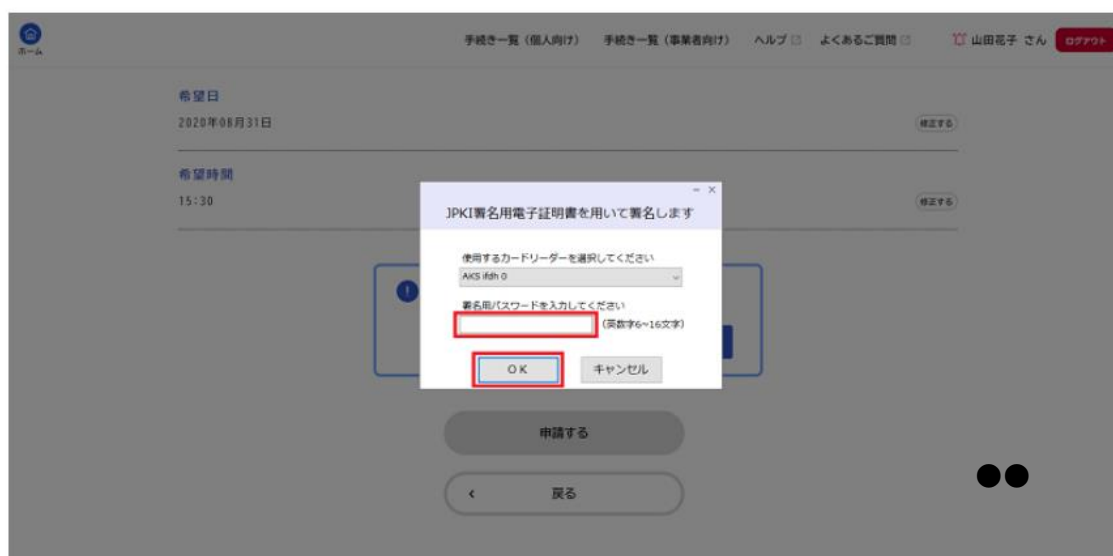 ホーム
手続き一覧（個人向け） 手続き一覧（事業者向け） ヘルプ よくあるご質問 山田花子 さん ログアウト
希望日
2020年08月31日 修正する
希望時間
15:30 修正する
JPKI署名用電子証明書を用いて署名します
使用するカードリーダーを選択してください
AKS ifdh 0
署名用パスワードを入力してください
（英数字6~16文字）
OK キャンセル
申請する
戻る